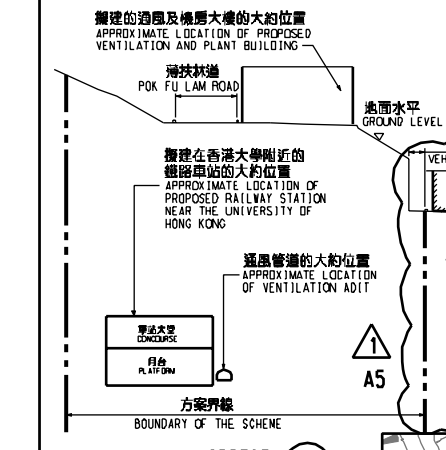 擬建的通風及機房大樓的大約位置
APPROXIMATE LOCATION OF PROPOSED
VENTILATION AND PLANT BUILDING
薄扶林道
POK FU LAM ROAD
地面水平
GROUND LEVEL
VEH
擬建在香港大學附近的
鐵路車站的大約位置
APPROXIMATE LOCATION OF
PROPOSED RAILWAY STATION
NEAR THE UNIVERSITY OF
HONG KONG
通風管道的大約位置
APPROXIMATE LOCATION
OF VENTILATION ADIT
車站大堂
CONCOURSE
月台
PLATFORM
1
A5
方案界線
BOUNDARY OF THE SCHEME